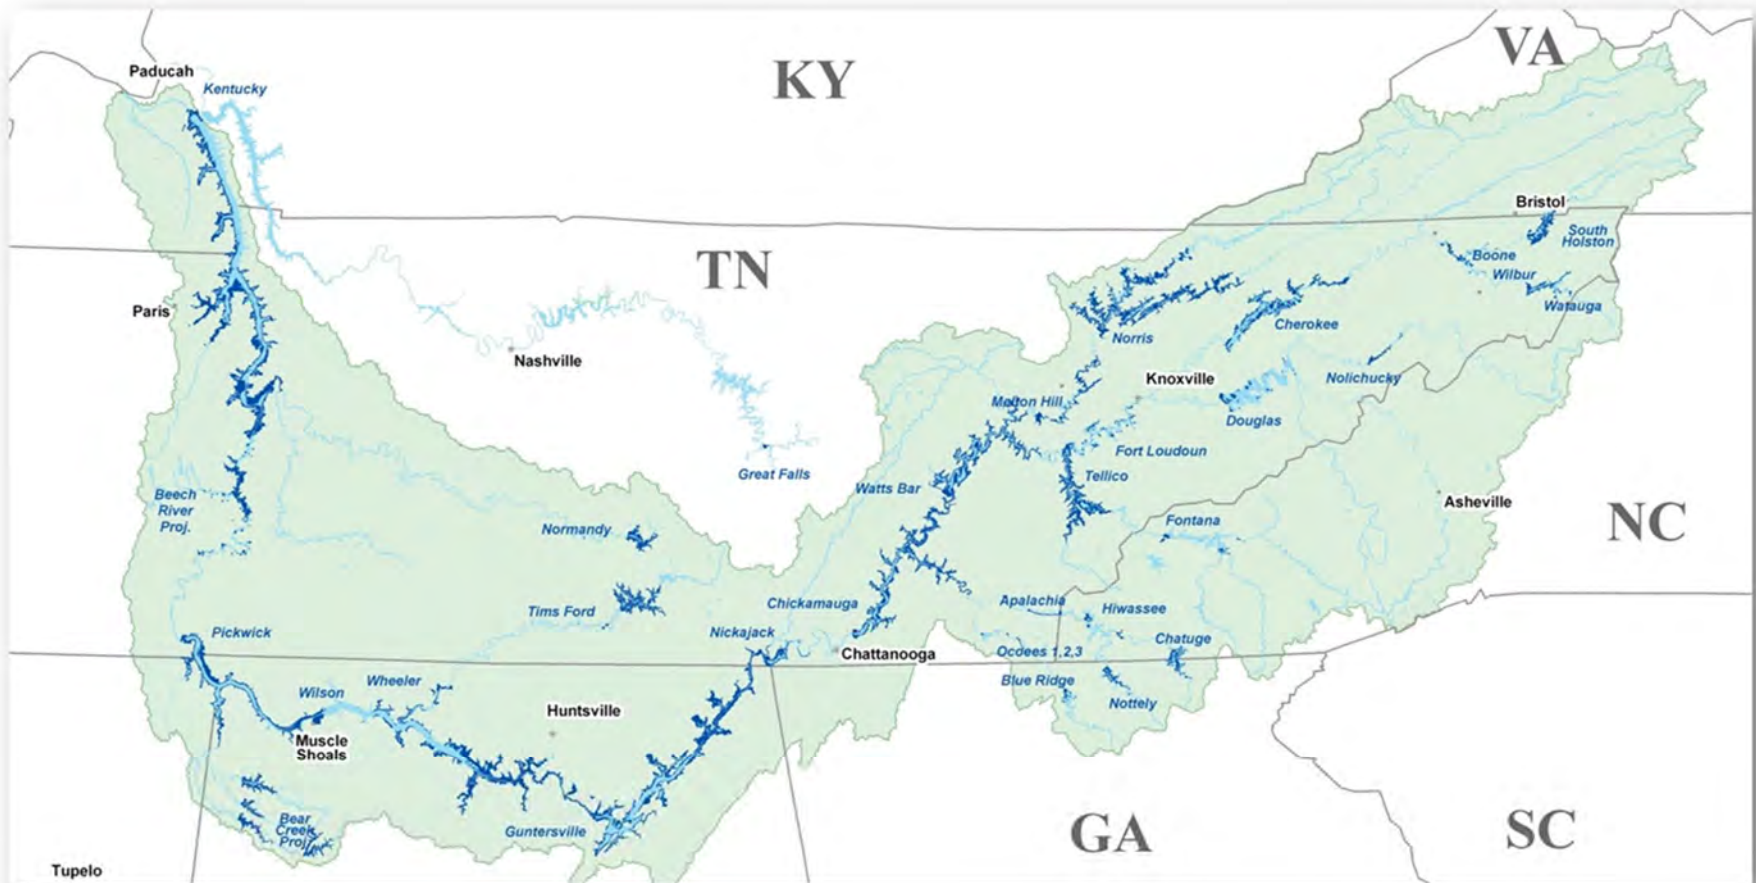 KY
VA
Paducah
Kentucky
Bristol
South
Holston
TN
Boone
Wilbur
Watauga
Paris
Cherokee
Norris
Nashville
Knoxville
Nolichucky
Melton Hill
Douglas
Fort Loudoun
Great Falls
Tellico
Watts Bar
Beech
River
Proj.
Asheville
NC
Fontana
Normandy
Apalachia
Chickamauga
Hiwassee
Tims Ford
Pickwick
Nickajack
Chatuge
Chattanooga
Ocoees 1,2,3
Blue Ridge
Wheeler
Wilson
Nottely
Huntsville
Muscle
Shoals
Bear
Creek
Proj.
Guntersville
GA
SC
Tupelo